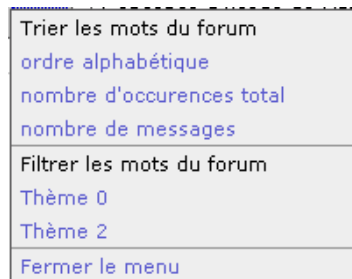 Trier les mots du forum
ordre alphabétique
nombre d'occurences total
nombre de messages
Filtrer les mots du forum
Thème 0
Thème 2
Fermer le menu